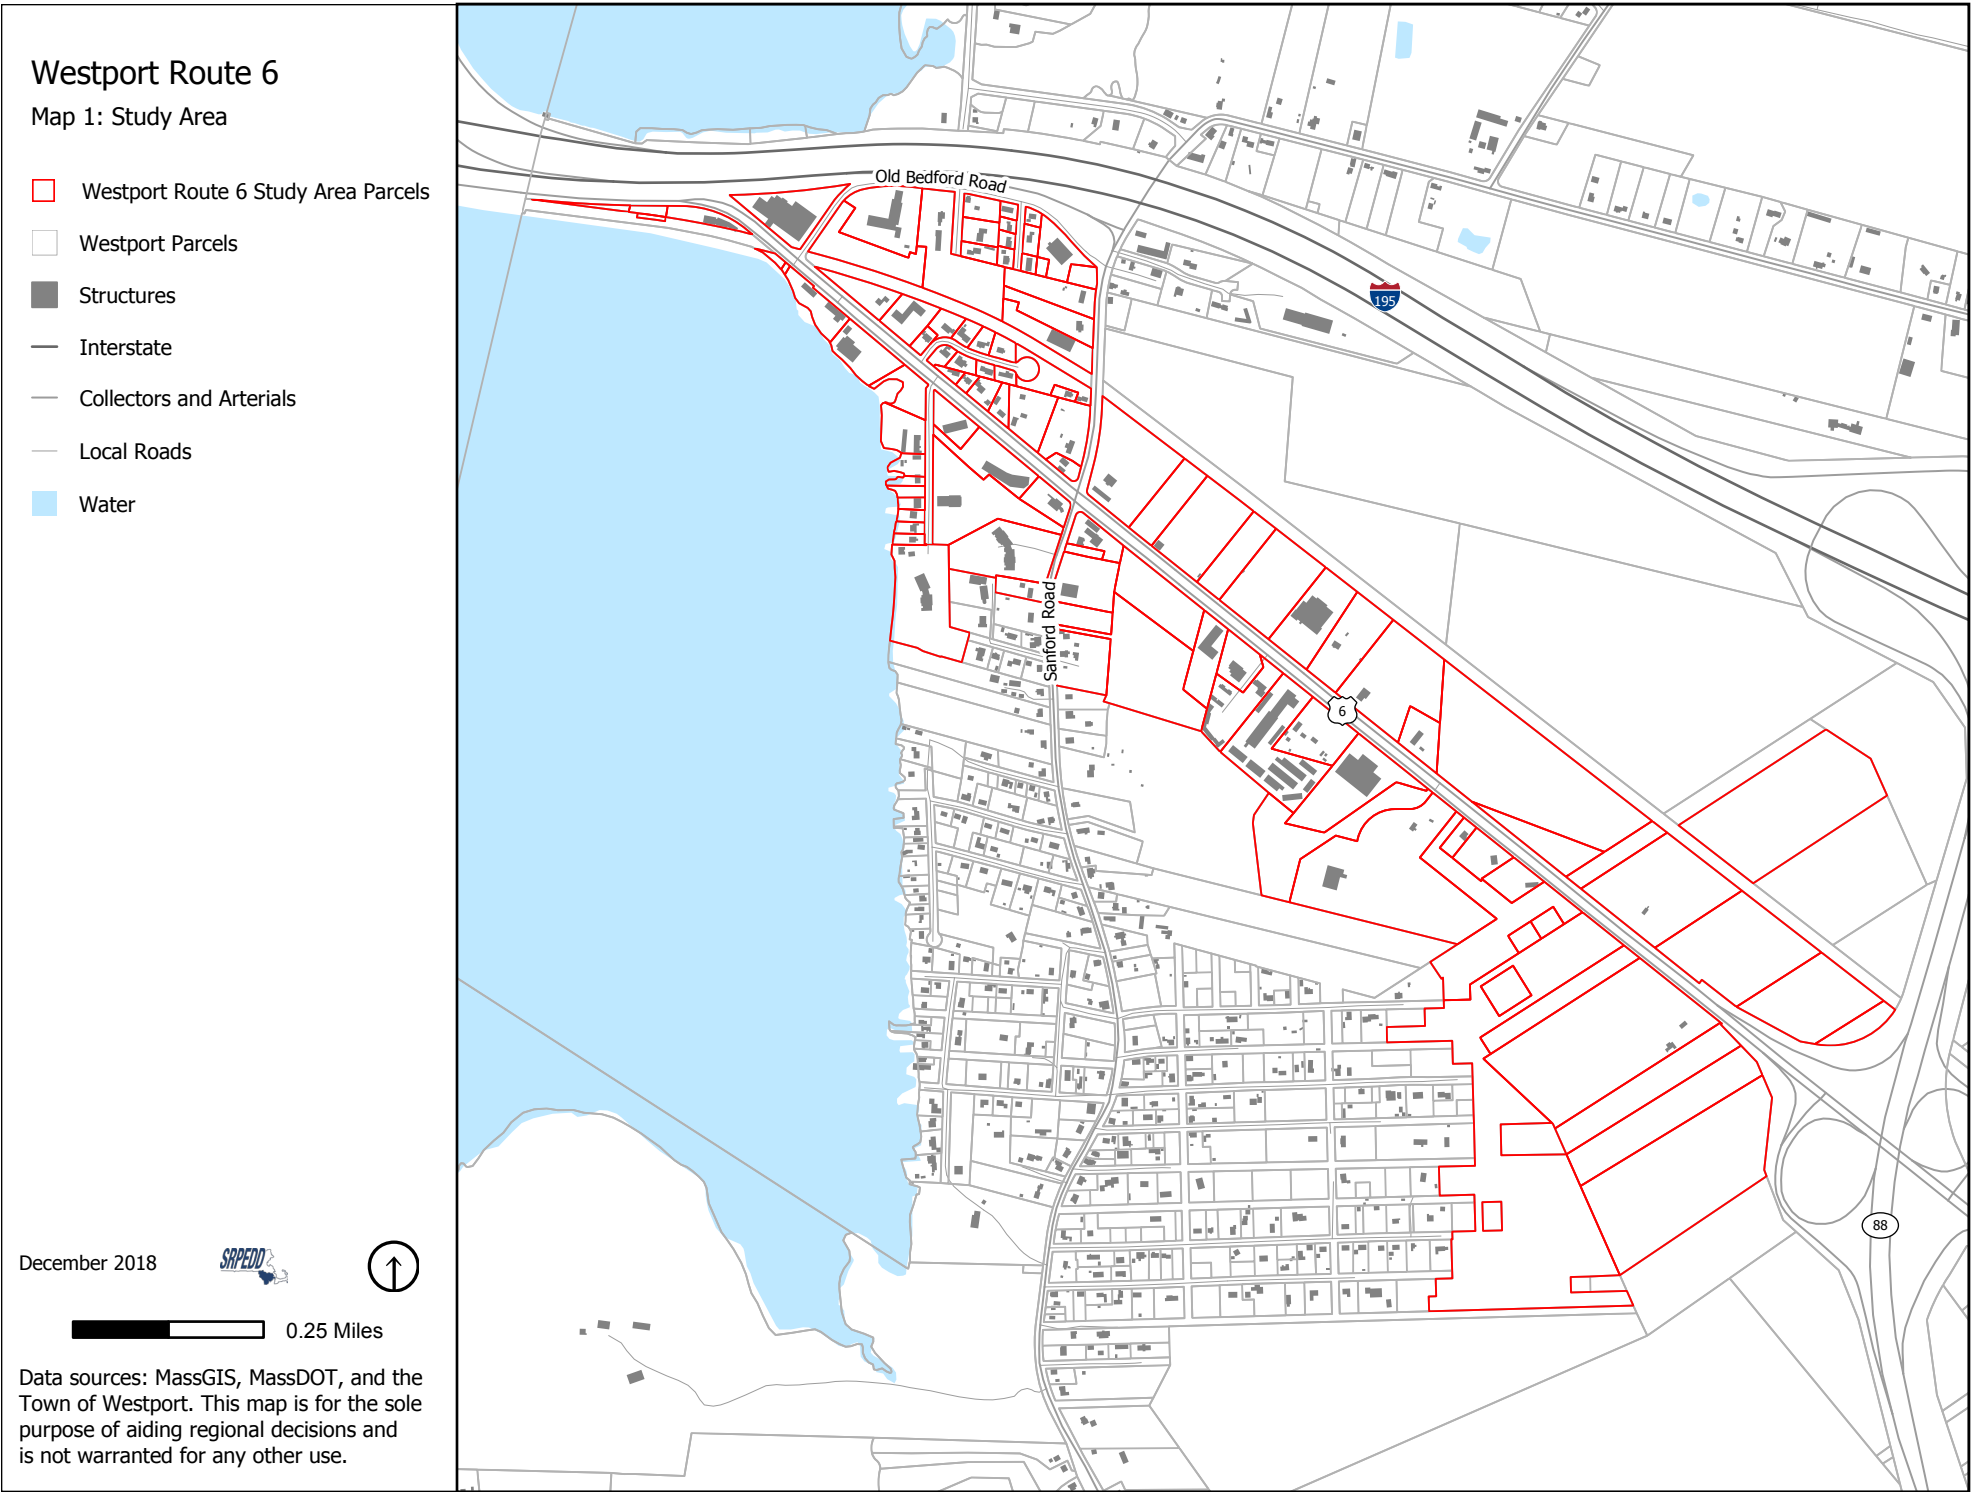 Westport Route 6
Map 1: Study Area
Westport Route 6 Study Area Parcels
Westport Parcels
Structures
Interstate
Collectors and Arterials
Local Roads
Water
December 2018
SRPEDD
0.25 Miles
Data sources: MassGIS, MassDOT, and the
Town of Westport. This map is for the sole
purpose of aiding regional decisions and
is not warranted for any other use.
Old Bedford Road
195
Sanford Road
6
88